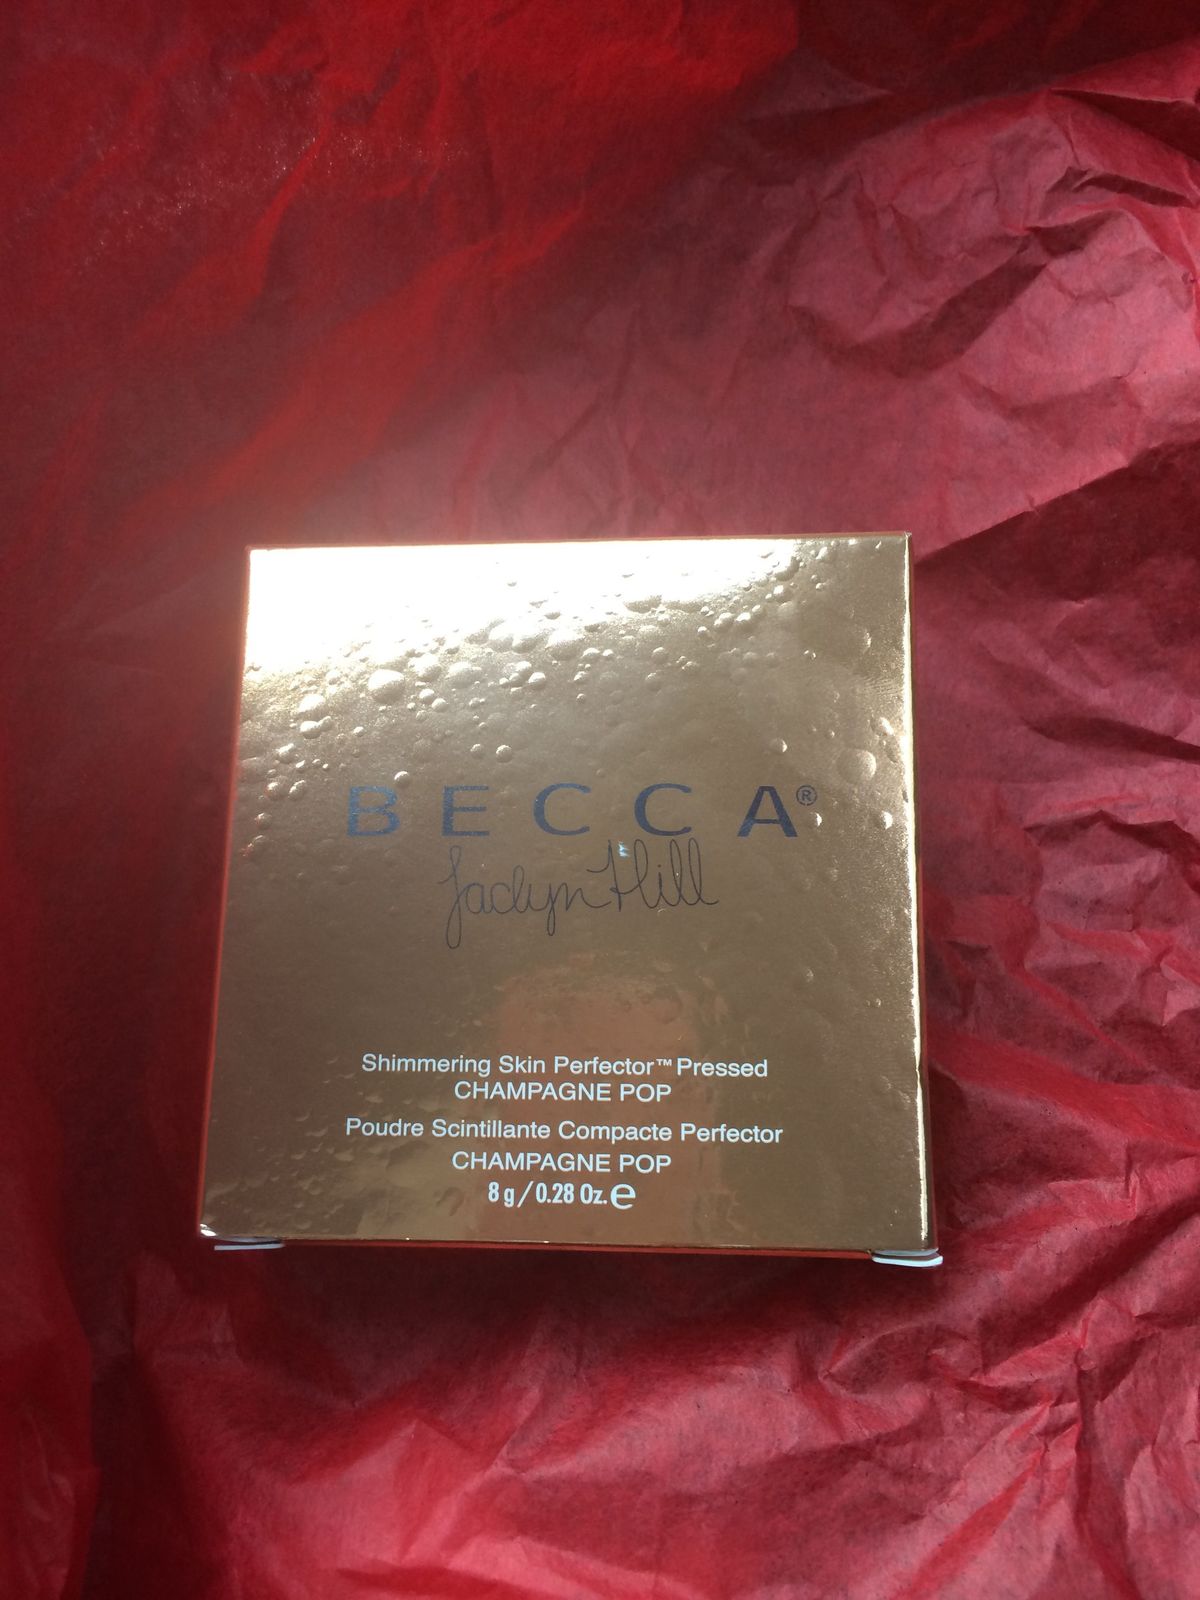 BECCA®
Jaclyn Hill
Shimmering Skin Perfector™ Pressed
CHAMPAGNE POP
Poudre Scintillante Compacte Perfector
CHAMPAGNE POP
8 g / 0.28 Oz. ℮